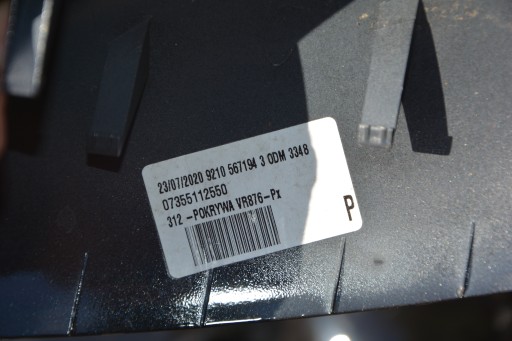 23/07/2020 9210 567194 3 ODM 3348
07355112550
312 -POKRYWA VR876-Px
P